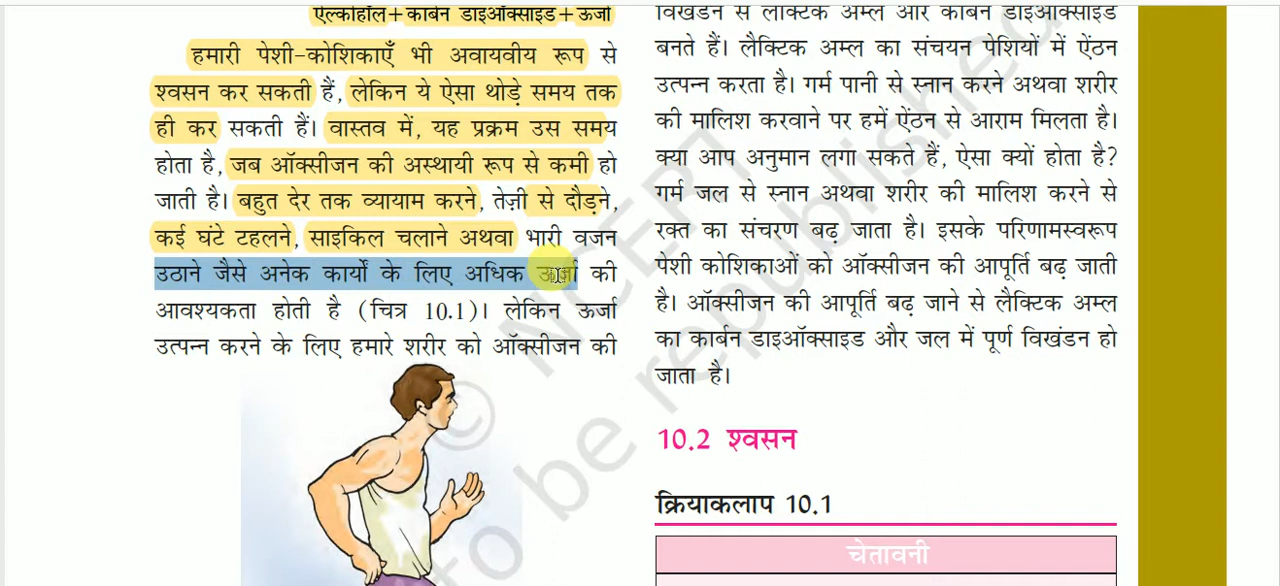 ऐल्कोहॉल+कार्बन डाइऑक्साइड+ऊर्जा
हमारी पेशी-कोशिकाएँ भी अवायवीय रूप से
श्वसन कर सकती हैं, लेकिन ये ऐसा थोड़े समय तक
ही कर सकती हैं। वास्तव में, यह प्रक्रम उस समय
होता है, जब ऑक्सीजन की अस्थायी रूप से कमी हो
जाती है। बहुत देर तक व्यायाम करने, तेज़ी से दौड़ने,
कई घंटे टहलने, साइकिल चलाने अथवा भारी वजन
उठाने जैसे अनेक कार्यों के लिए अधिक ऊर्जा की
आवश्यकता होती है (चित्र 10.1)। लेकिन ऊर्जा
उत्पन्न करने के लिए हमारे शरीर को ऑक्सीजन की
विखंडन से लैक्टिक अम्ल और कार्बन डाइऑक्साइड
बनते हैं। लैक्टिक अम्ल का संचयन पेशियों में ऐंठन
उत्पन्न करता है। गर्म पानी से स्नान करने अथवा शरीर
की मालिश करवाने पर हमें ऐंठन से आराम मिलता है।
क्या आप अनुमान लगा सकते हैं, ऐसा क्यों होता है?
गर्म जल से स्नान अथवा शरीर की मालिश करने से
रक्त का संचरण बढ़ जाता है। इसके परिणामस्वरूप
पेशी कोशिकाओं को ऑक्सीजन की आपूर्ति बढ़ जाती
है। ऑक्सीजन की आपूर्ति बढ़ जाने से लैक्टिक अम्ल
का कार्बन डाइऑक्साइड और जल में पूर्ण विखंडन हो
जाता है।
10.2 श्वसन
क्रियाकलाप 10.1
चेतावनी
© NCERT
to be republished